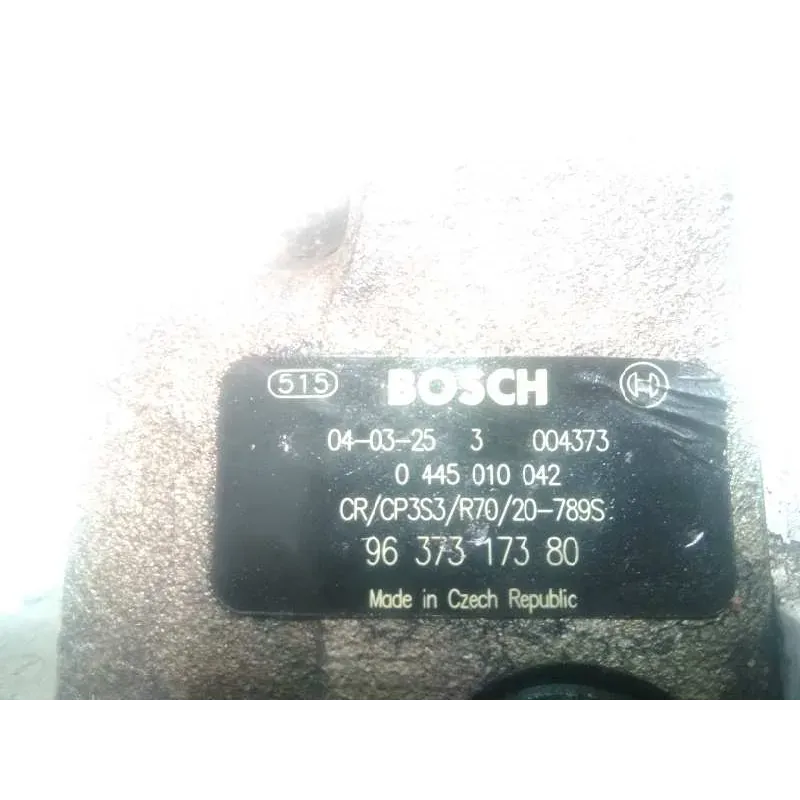 515 BOSCH
04-03-25 3 004373
0 445 010 042
CR/CP3S3/R70/20-789S
96 373 173 80
Made in Czech Republic